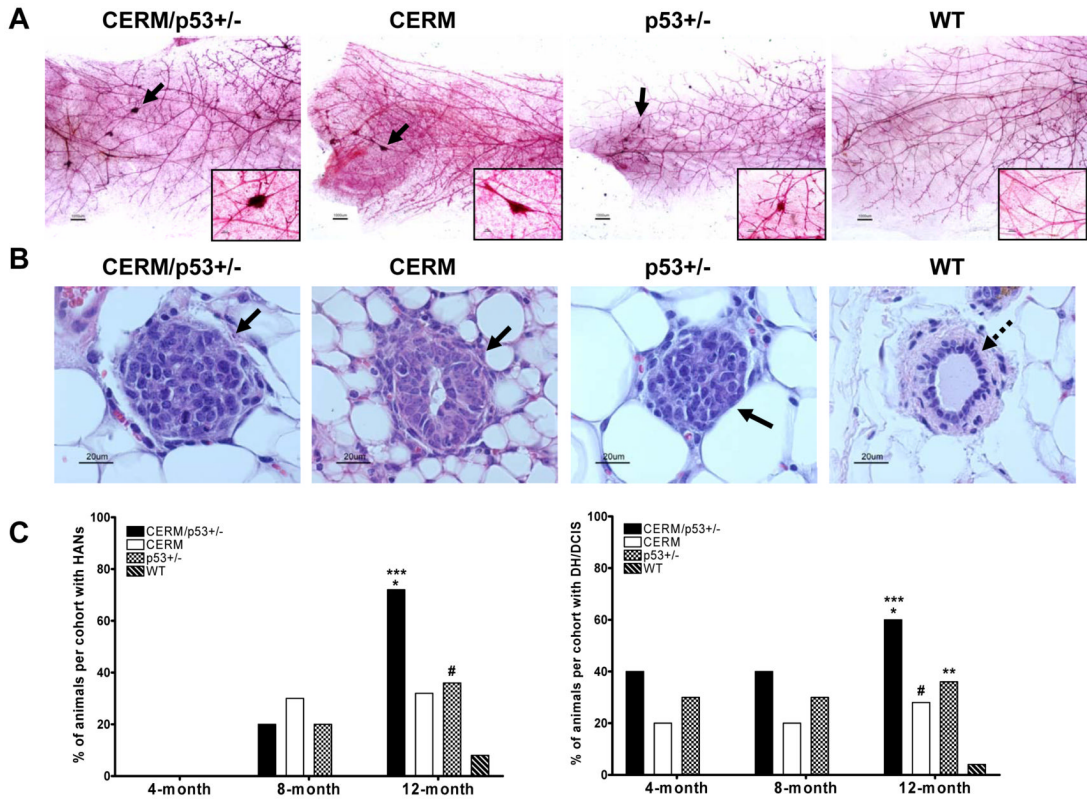 A
CERM/p53+/- CERM p53+/- WT
B
CERM/p53+/- CERM p53+/- WT
20um 20um 20um 20um
C
% of animals per cohort with HANs
100
80
60
40
20
0
CERM/p53+/-
CERM
p53+/-
WT
***
*
#
4-month 8-month 12-month
% of animals per cohort with DH/DCIS
100
80
60
40
20
0
CERM/p53+/-
CERM
p53+/-
WT
***
*
#
**
4-month 8-month 12-month